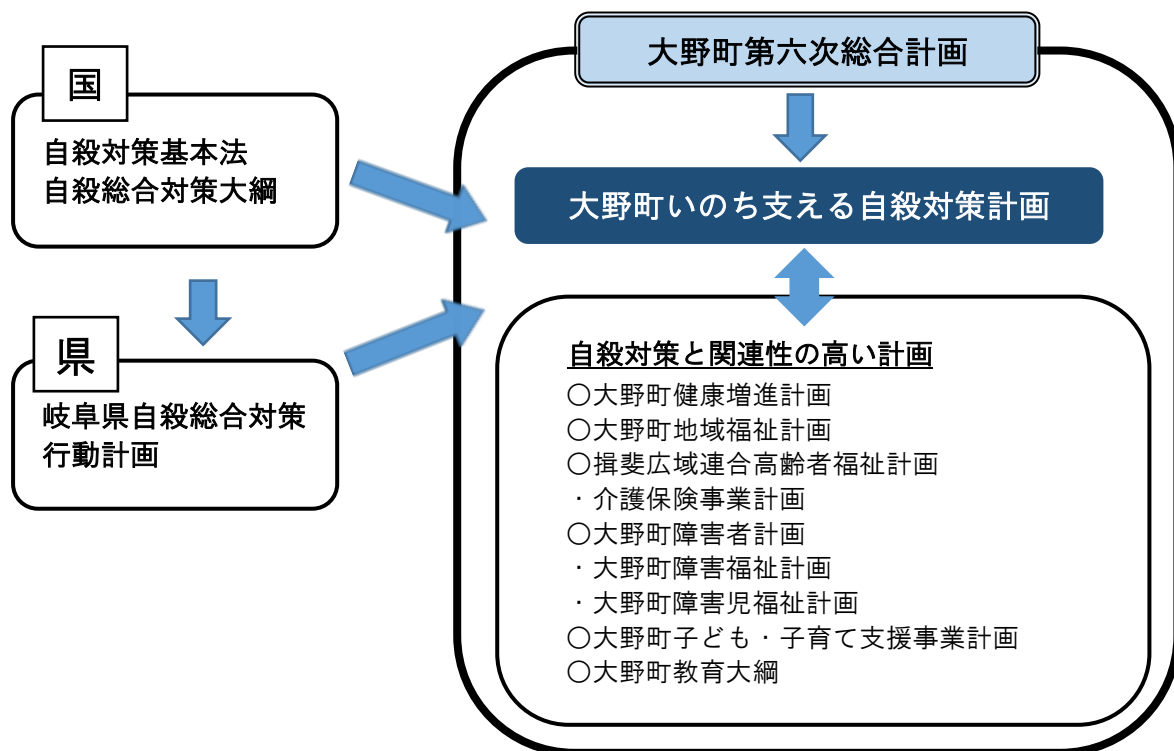 国
自殺対策基本法
自殺総合対策大綱
県
岐阜県自殺総合対策
行動計画
大野町第六次総合計画
大野町いのち支える自殺対策計画
自殺対策と関連性の高い計画
〇大野町健康増進計画
〇大野町地域福祉計画
〇揖斐広域連合高齢者福祉計画
・介護保険事業計画
〇大野町障害者計画
・大野町障害福祉計画
・大野町障害児福祉計画
〇大野町子ども・子育て支援事業計画
〇大野町教育大綱